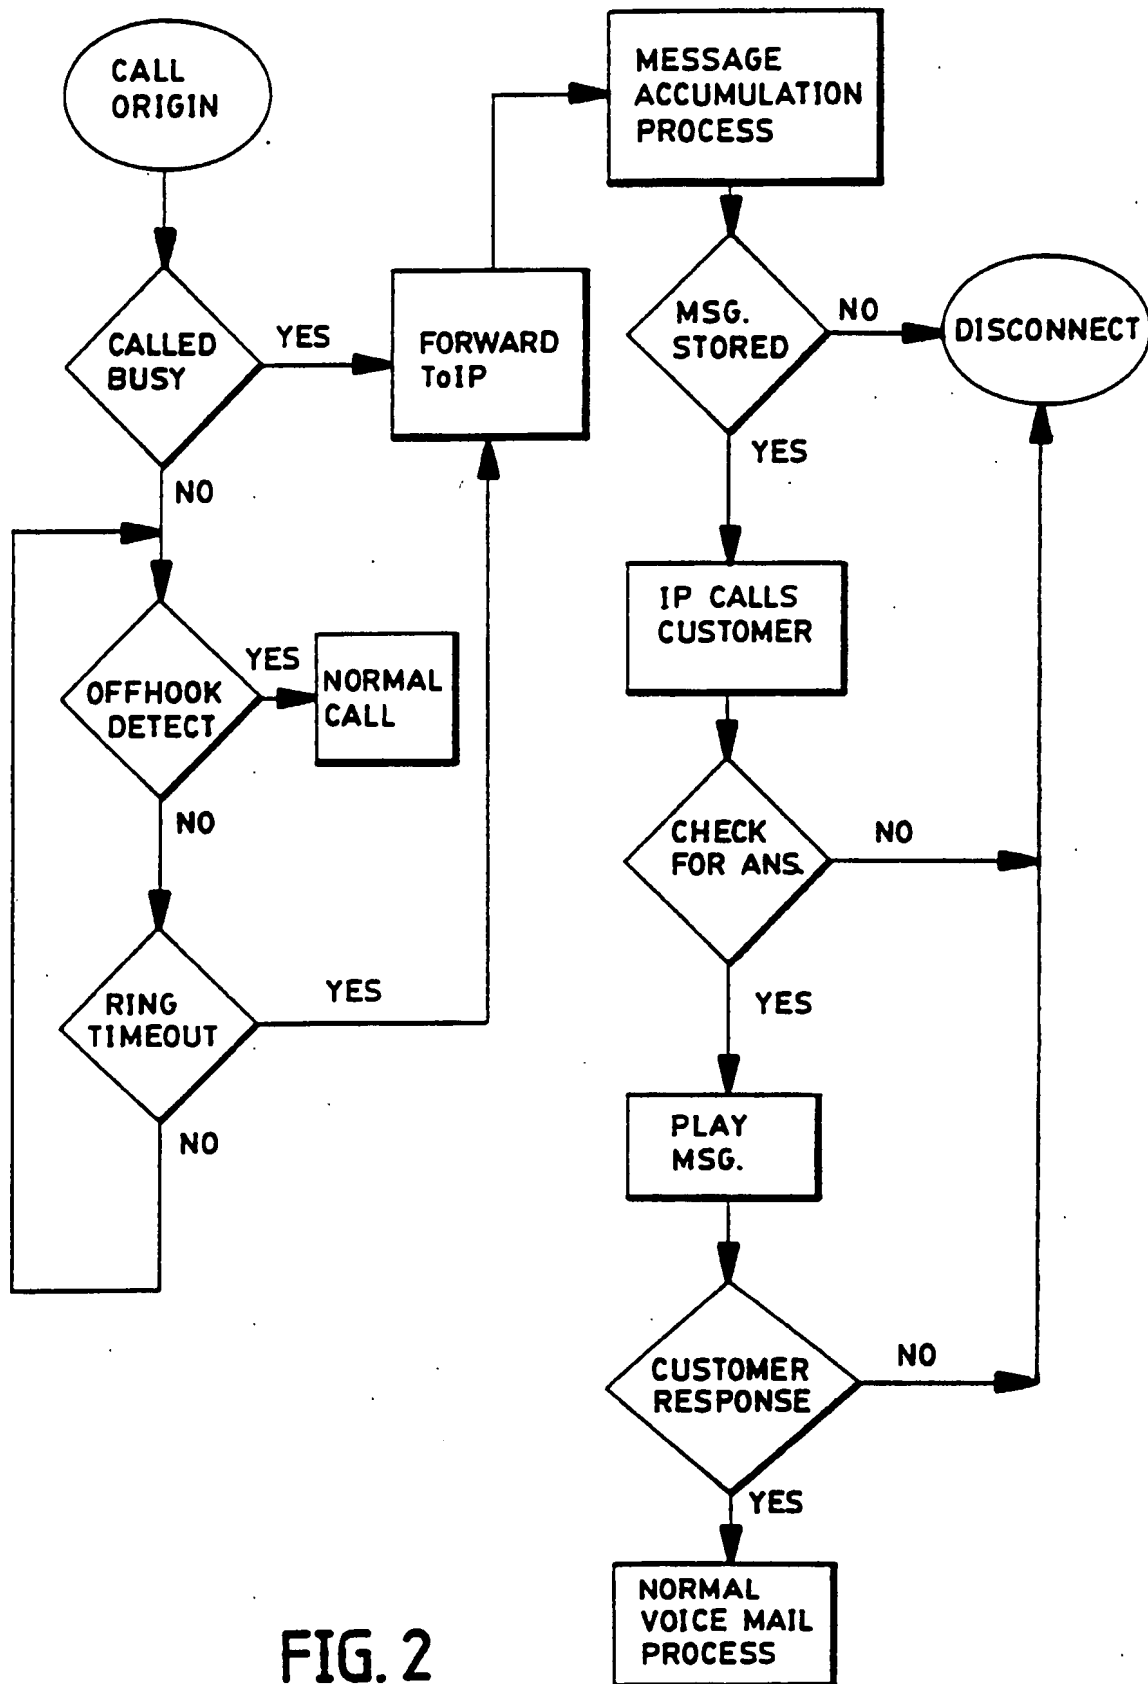 CALL
ORIGIN
CALLED
BUSY
YES
NO
FORWARD
ToIP
OFFHOOK
DETECT
YES
NO
NORMAL
CALL
RING
TIMEOUT
YES
NO
MESSAGE
ACCUMULATION
PROCESS
MSG.
STORED
NO
YES
DISCONNECT
IP CALLS
CUSTOMER
CHECK
FOR ANS.
NO
YES
PLAY
MSG.
CUSTOMER
RESPONSE
NO
YES
NORMAL
VOICE MAIL
PROCESS
FIG. 2